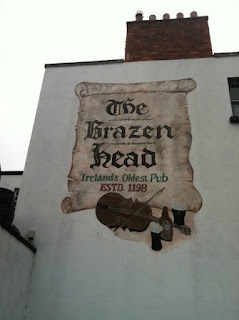 The
Brazen
Head
Ireland's Oldest Pub
ESTD. 1198